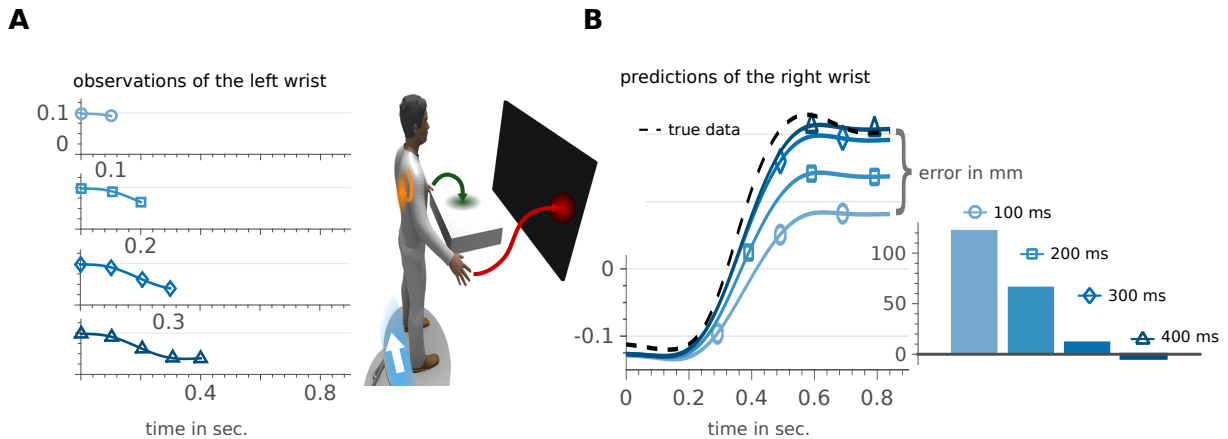 A
observations of the left wrist
0.1
0
0.1
0.2
0.3
0.4
0.8
time in sec.
B
predictions of the right wrist
true data
0
-0.1
0
0.2
0.4
0.6
0.8
time in sec.
error in mm
100 ms
200 ms
300 ms
400 ms
100
50
0